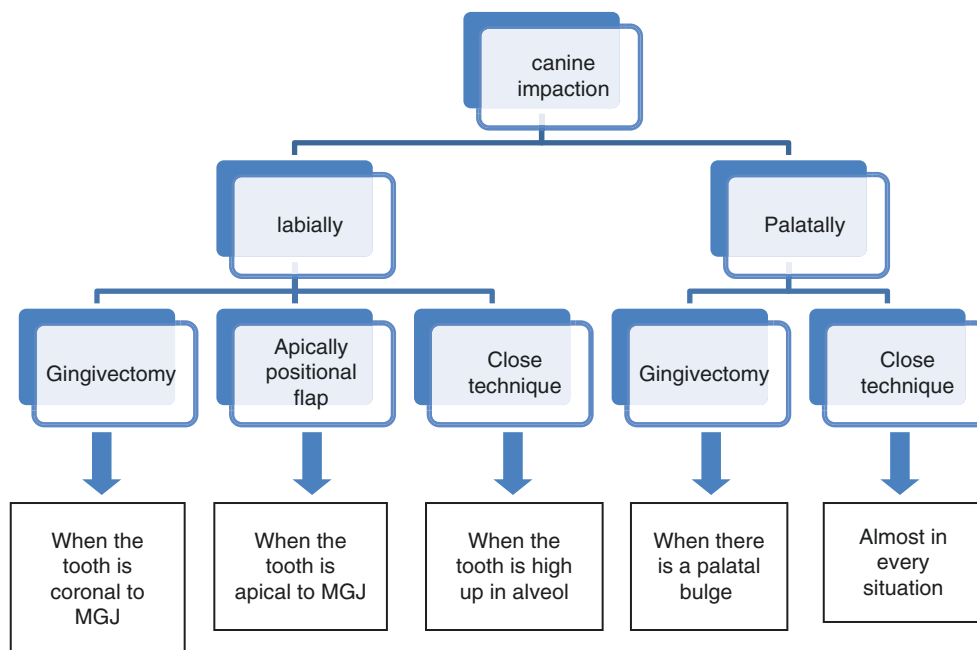 canine
impaction
labially
Palatally
Gingivectomy
Apically
positional
flap
Close
technique
Gingivectomy
Close
technique
When the
tooth is
coronal to
MGJ
When the
tooth is
apical to MGJ
When the
tooth is high
up in alveol
When there
is a palatal
bulge
Almost in
every
situation